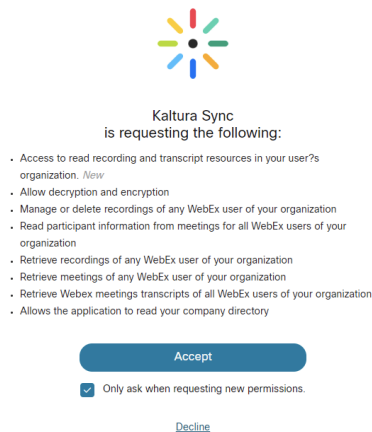 Kaltura Sync
is requesting the following:
• Access to read recording and transcript resources in your user?s
organization. New
• Allow decryption and encryption
• Manage or delete recordings of any WebEx user of your organization
• Read participant information from meetings for all WebEx users of your
organization
• Retrieve recordings of any WebEx user of your organization
• Retrieve meetings of any WebEx user of your organization
• Retrieve Webex meetings transcripts of all WebEx users of your organization
• Allows the application to read your company directory
Accept
Only ask when requesting new permissions.
Decline